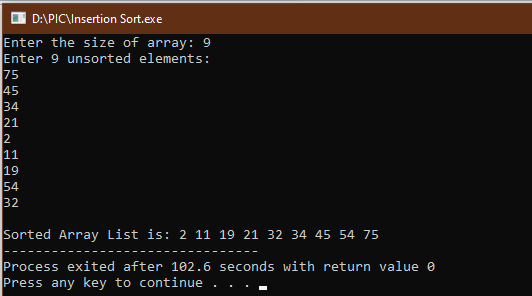 D:\PIC\Insertion Sort.exe
Enter the size of array: 9
Enter 9 unsorted elements:
75
45
34
21
2
11
19
54
32
Sorted Array List is: 2 11 19 21 32 34 45 54 75
--------------------------------
Process exited after 102.6 seconds with return value 0
Press any key to continue . . .